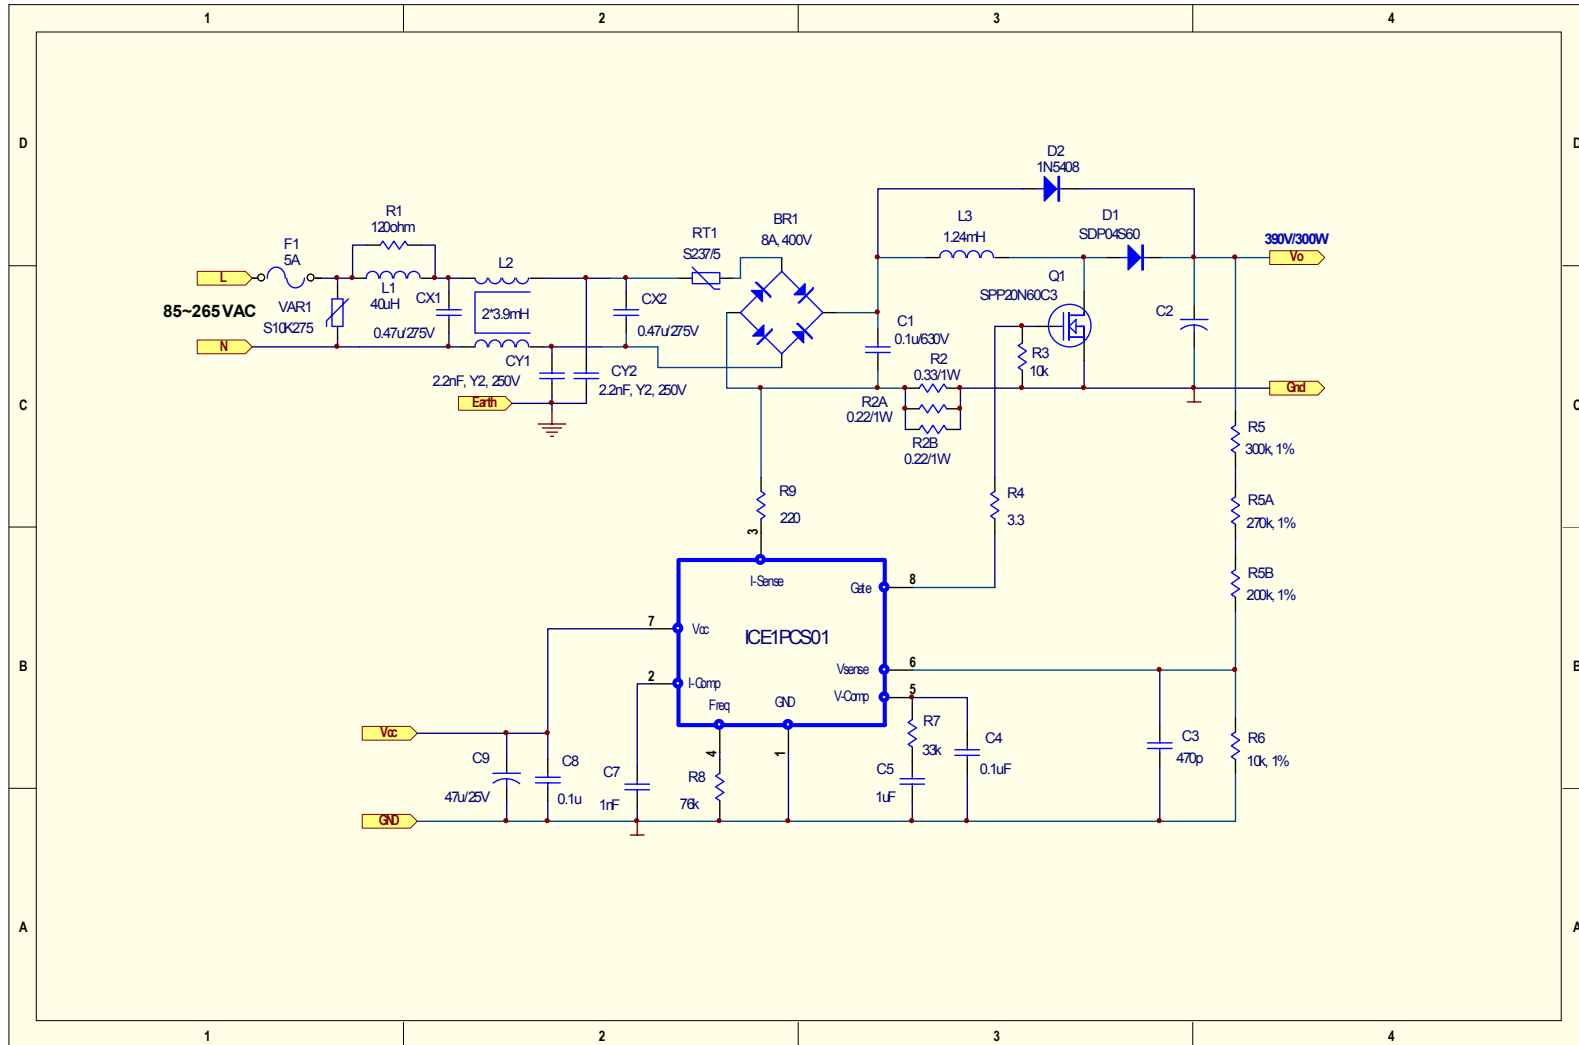 1 2 3 4
D D
D2
1N5408
R1
120ohm
RT1
S237/5
BR1
8A, 400V
L3
1.24mH
D1
SDP04S60
390V/300W
Vo
F1
5A
L
L2
Q1
SPP20N60C3
85~265VAC
VAR1
S10K275
L1
40uH
CX1
0.47u/275V
2*3.9mH
CX2
0.47u/275V
C1
0.1u/630V
C2
N
CY1
2.2nF, Y2, 250V
CY2
2.2nF, Y2, 250V
R2
0.33/1W
R3
10k
Gnd
C C
Earth
R2A
0.22/1W
R2B
0.22/1W
R5
300k, 1%
R9
220
R4
3.3
R5A
270k, 1%
3
I-Sense
Gate
8
R5B
200k, 1%
7
Vcc
ICE1PCS01
B B
Vsense
6
2
I-Comp
V-Comp
5
Freq
GND
4
1
Vcc
R7
33k
C4
0.1uF
C3
470p
R6
10k, 1%
C9
47u/25V
C8
0.1u
C7
1nF
R8
76k
C5
1uF
GND
A A
1 2 3 4